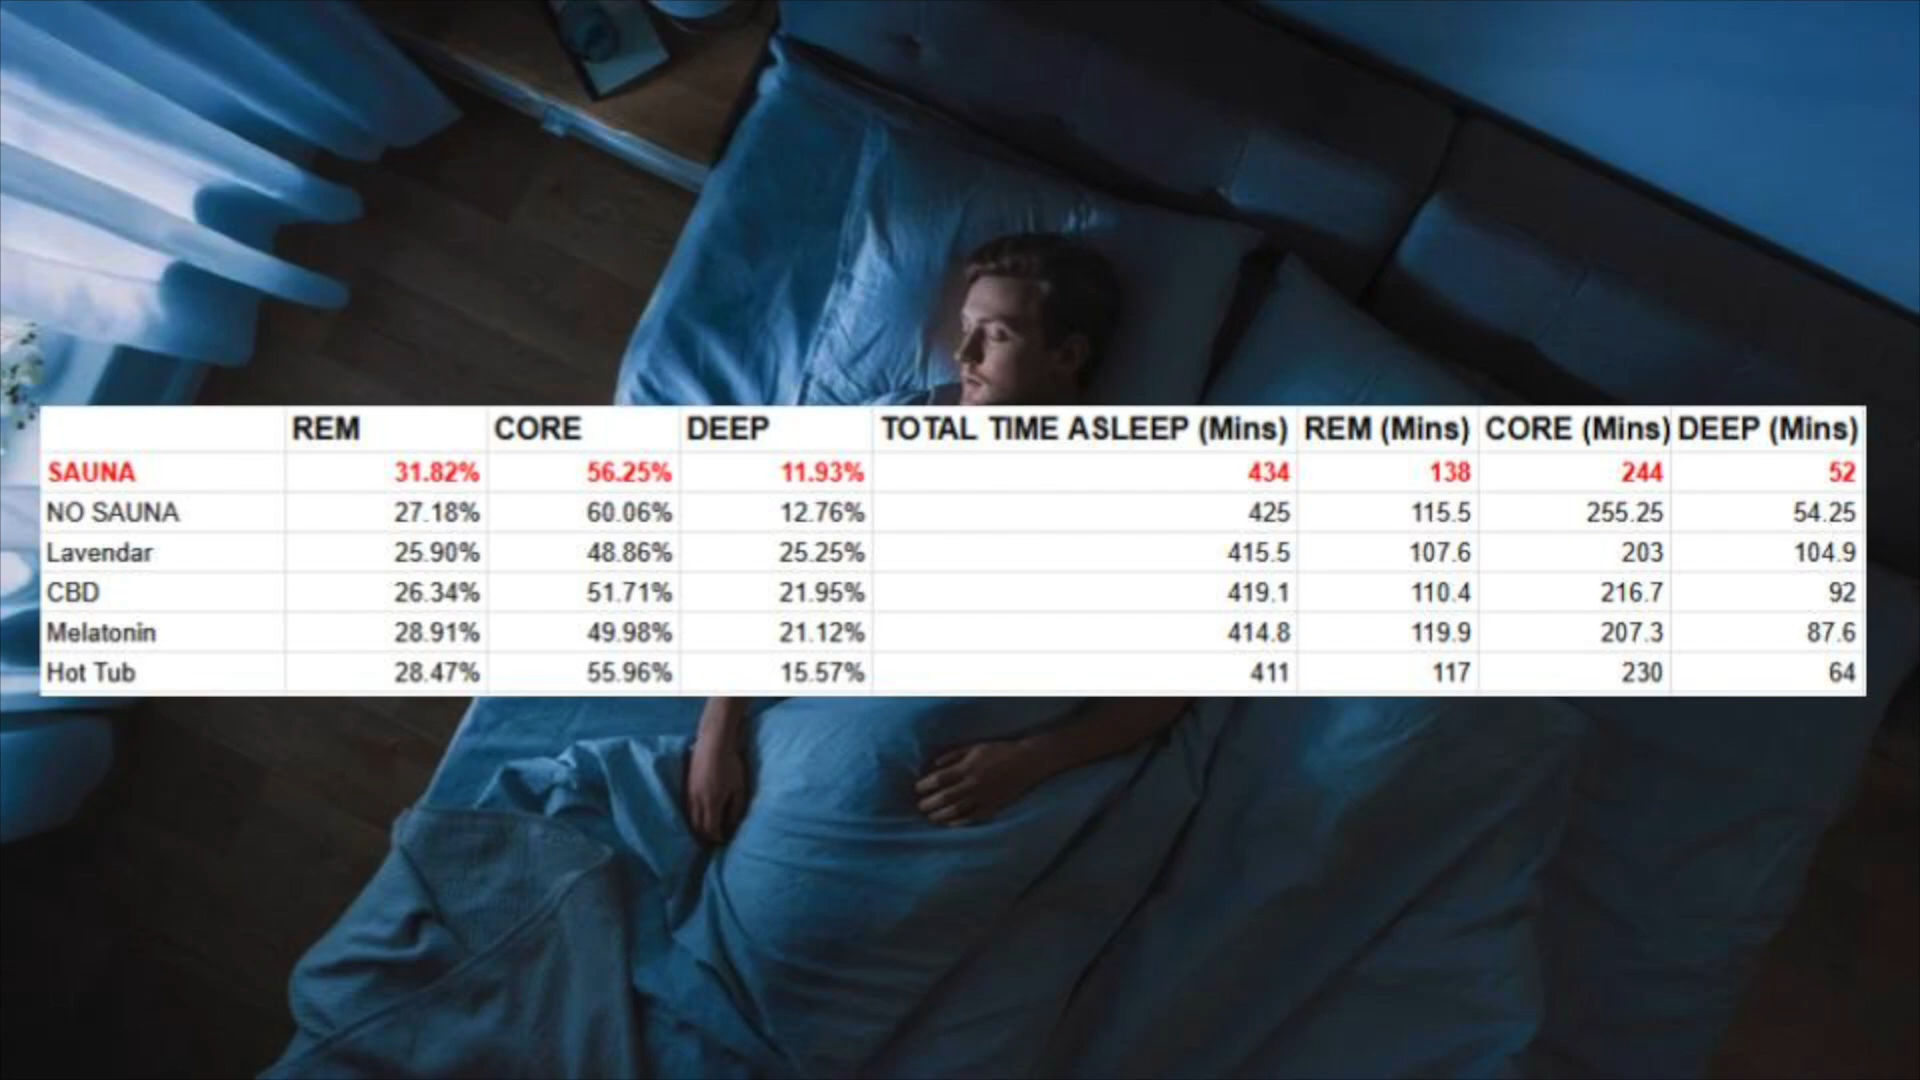 REM CORE DEEP TOTAL TIME ASLEEP (Mins) REM (Mins) CORE (Mins) DEEP (Mins)
SAUNA 31.82% 56.25% 11.93% 434 138 244 52
NO SAUNA 27.18% 60.06% 12.76% 425 115.5 255.25 54.25
Lavendar 25.90% 48.86% 25.25% 415.5 107.6 203 104.9
CBD 26.34% 51.71% 21.95% 419.1 110.4 216.7 92
Melatonin 28.91% 49.98% 21.12% 414.8 119.9 207.3 87.6
Hot Tub 28.47% 55.96% 15.57% 411 117 230 64